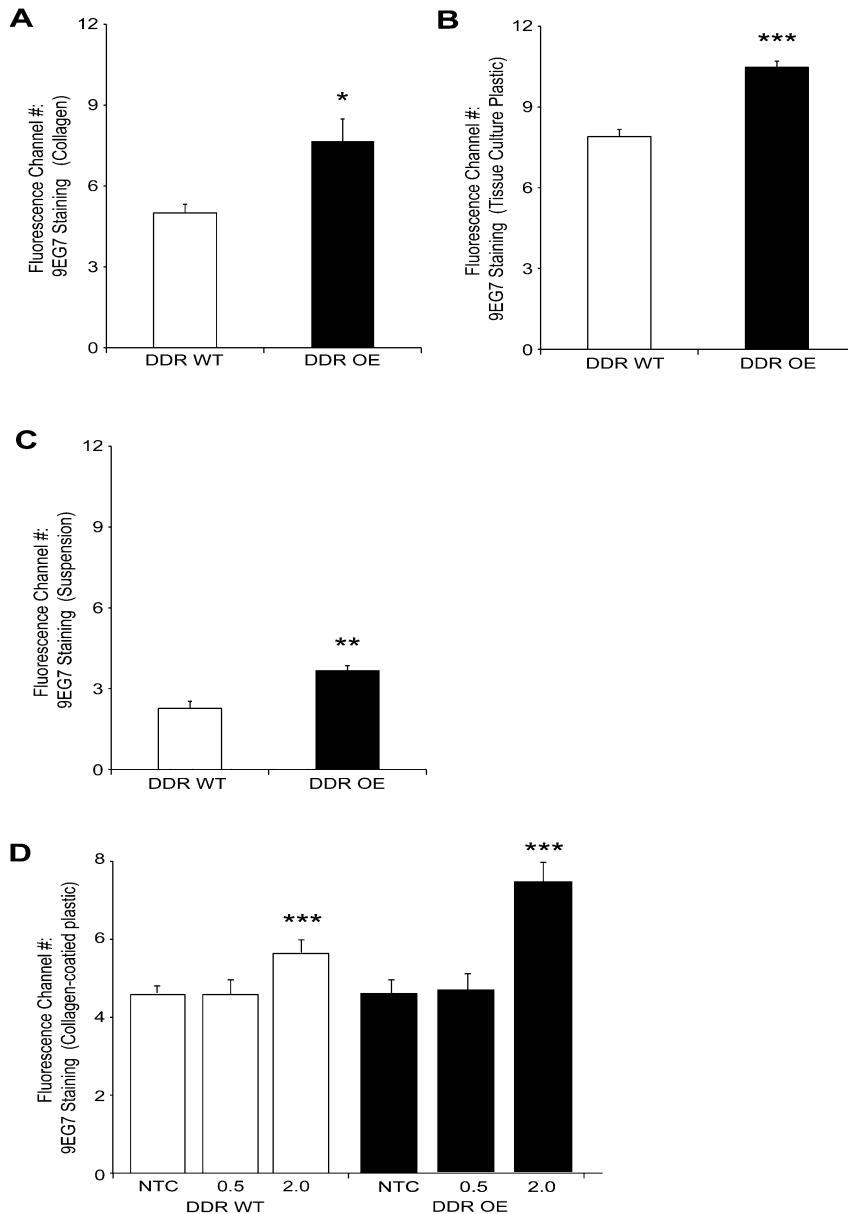 A
Fluorescence Channel #:
9EG7 Staining (Collagen)
12
9
6
3
0
*
DDR WT DDR OE
B
Fluorescence Channel #:
9EG7 Staining (Tissue Culture Plastic)
12
9
6
3
0
***
DDR WT DDR OE
C
Fluorescence Channel #:
9EG7 Staining (Suspension)
12
9
6
3
0
**
DDR WT DDR OE
D
Fluorescence Channel #:
9EG7 Staining (Collagen-coatied plastic)
8
6
4
2
0
***
***
NTC 0.5 2.0 NTC 0.5 2.0
DDR WT DDR OE